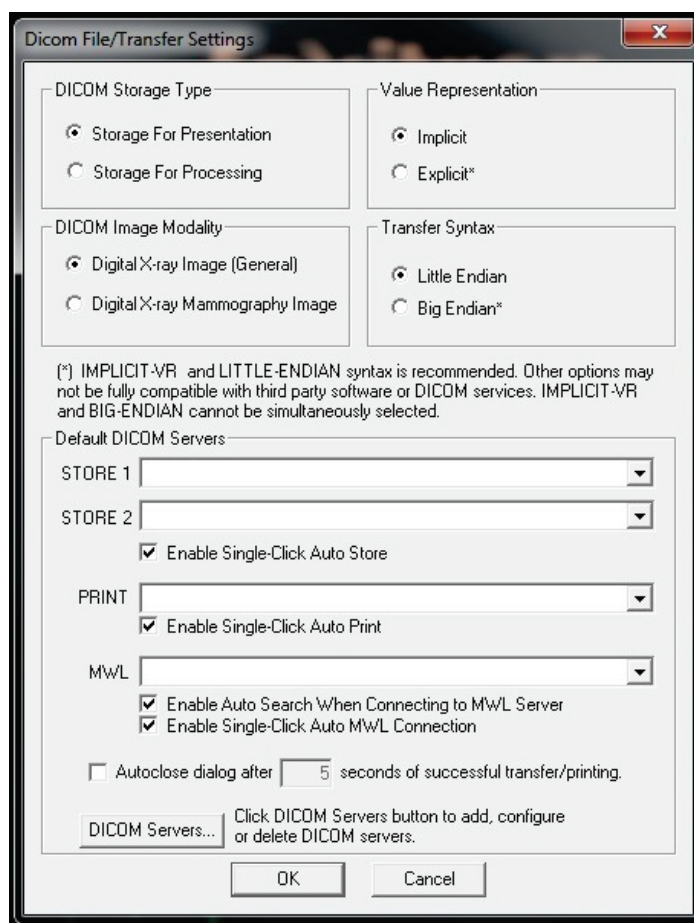 Dicom File/Transfer Settings
DICOM Storage Type
Storage For Presentation
Storage For Processing
Value Representation
Implicit
Explicit*
DICOM Image Modality
Digital X-ray Image (General)
Digital X-ray Mammography Image
Transfer Syntax
Little Endian
Big Endian*
(*) IMPLICIT-VR and LITTLE-ENDIAN syntax is recommended. Other options may
not be fully compatible with third party software or DICOM services. IMPLICIT-VR
and BIG-ENDIAN cannot be simultaneously selected.
Default DICOM Servers
STORE 1
STORE 2
Enable Single-Click Auto Store
PRINT
Enable Single-Click Auto Print
MWL
Enable Auto Search When Connecting to MWL Server
Enable Single-Click Auto MWL Connection
Autoclose dialog after 5 seconds of successful transfer/printing.
DICOM Servers...
Click DICOM Servers button to add, configure
or delete DICOM servers.
OK
Cancel